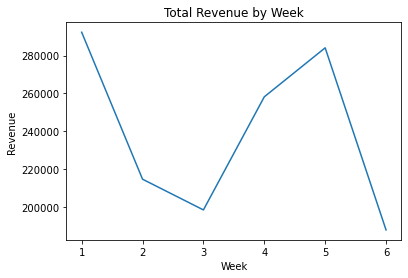 Total Revenue by Week
Revenue
280000
260000
240000
220000
200000
1 2 3 4 5 6
Week